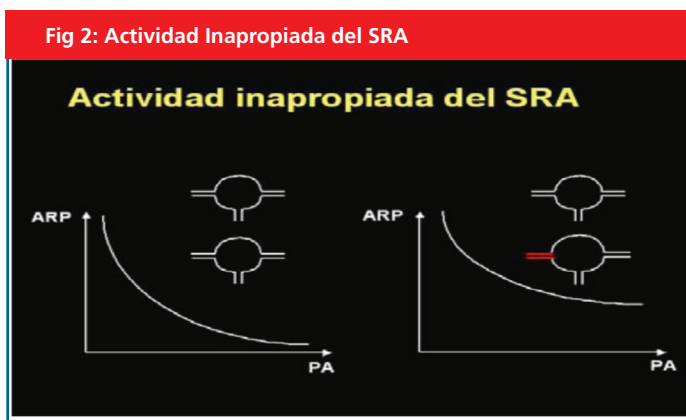 Fig 2: Actividad Inapropiada del SRA
Actividad inapropiada del SRA
ARP
PA
ARP
PA